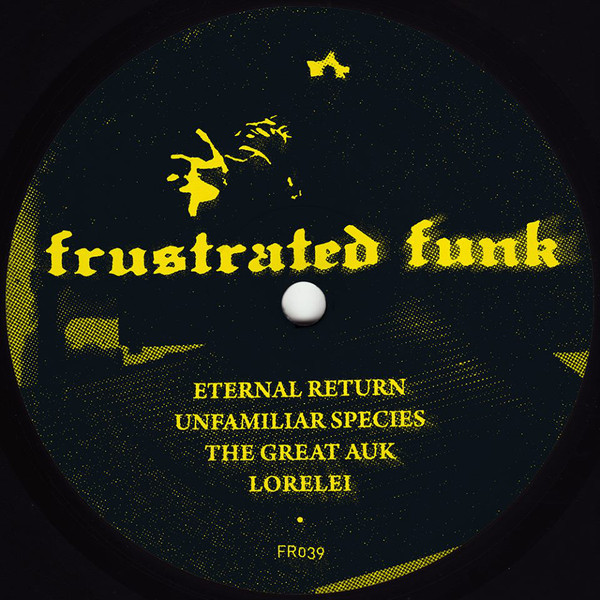 frustrated funk
ETERNAL RETURN
UNFAMILIAR SPECIES
THE GREAT AUK
LORELEI
FR039